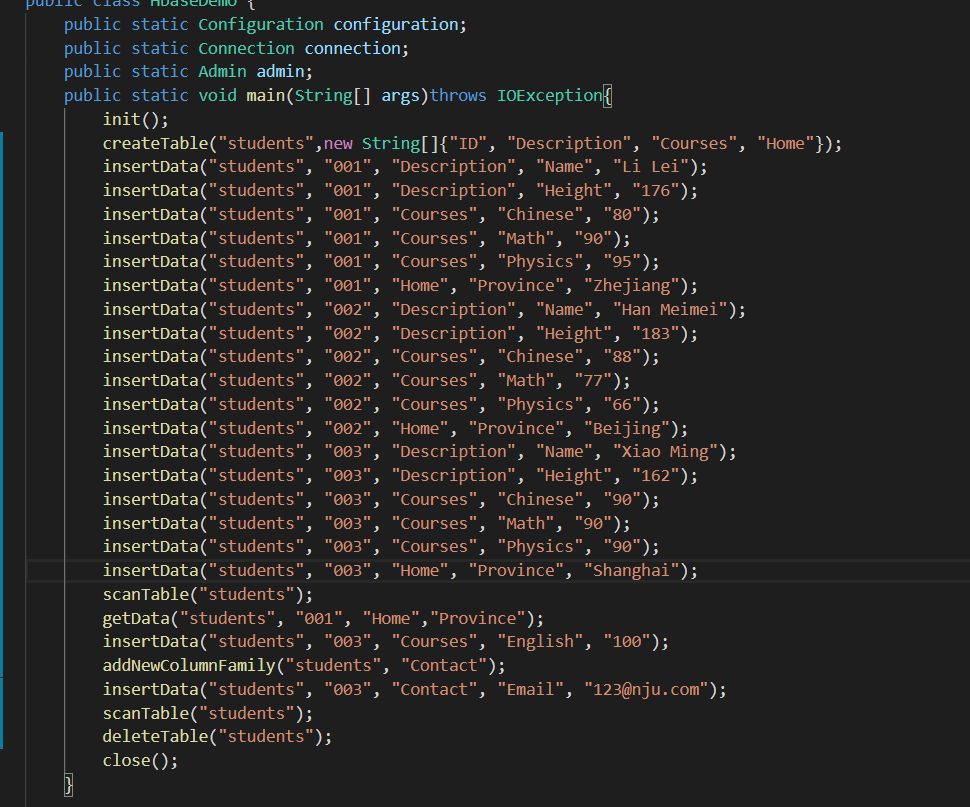 public class HbaseDemo {
public static Configuration configuration;
public static Connection connection;
public static Admin admin;
public static void main(String[] args)throws IOException{
init();
createTable("students",new String[]{"ID", "Description", "Courses", "Home"});
insertData("students", "001", "Description", "Name", "Li Lei");
insertData("students", "001", "Description", "Height", "176");
insertData("students", "001", "Courses", "Chinese", "80");
insertData("students", "001", "Courses", "Math", "90");
insertData("students", "001", "Courses", "Physics", "95");
insertData("students", "001", "Home", "Province", "Zhejiang");
insertData("students", "002", "Description", "Name", "Han Meimei");
insertData("students", "002", "Description", "Height", "183");
insertData("students", "002", "Courses", "Chinese", "88");
insertData("students", "002", "Courses", "Math", "77");
insertData("students", "002", "Courses", "Physics", "66");
insertData("students", "002", "Home", "Province", "Beijing");
insertData("students", "003", "Description", "Name", "Xiao Ming");
insertData("students", "003", "Description", "Height", "162");
insertData("students", "003", "Courses", "Chinese", "90");
insertData("students", "003", "Courses", "Math", "90");
insertData("students", "003", "Courses", "Physics", "90");
insertData("students", "003", "Home", "Province", "Shanghai");
scanTable("students");
getData("students", "001", "Home","Province");
insertData("students", "003", "Courses", "English", "100");
addNewColumnFamily("students", "Contact");
insertData("students", "003", "Contact", "Email", "123@nju.com");
scanTable("students");
deleteTable("students");
close();
}